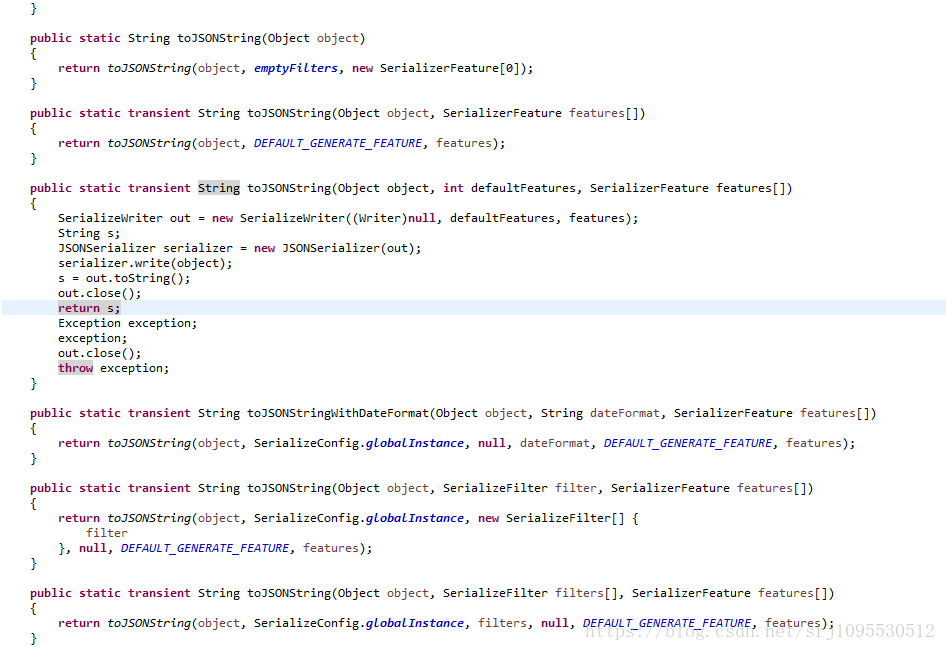 }
public static String toJSONString(Object object)
{
return toJSONString(object, emptyFilters, new SerializerFeature[0]);
}
public static transient String toJSONString(Object object, SerializerFeature features[])
{
return toJSONString(object, DEFAULT_GENERATE_FEATURE, features);
}
public static transient String toJSONString(Object object, int defaultFeatures, SerializerFeature features[])
{
SerializeWriter out = new SerializeWriter((Writer)null, defaultFeatures, features);
String s;
JSONSerializer serializer = new JSONSerializer(out);
serializer.write(object);
s = out.toString();
out.close();
return s;
Exception exception;
exception;
out.close();
throw exception;
}
public static transient String toJSONStringWithDateFormat(Object object, String dateFormat, SerializerFeature features[])
{
return toJSONString(object, SerializeConfig.globalInstance, null, dateFormat, DEFAULT_GENERATE_FEATURE, features);
}
public static transient String toJSONString(Object object, SerializeFilter filter, SerializerFeature features[])
{
return toJSONString(object, SerializeConfig.globalInstance, new SerializeFilter[] {
filter
}, null, DEFAULT_GENERATE_FEATURE, features);
}
public static transient String toJSONString(Object object, SerializeFilter filters[], SerializerFeature features[])
{
return toJSONString(object, SerializeConfig.globalInstance, filters, null, DEFAULT_GENERATE_FEATURE, features);
https://blog.csdn.net/srj1095530512
}